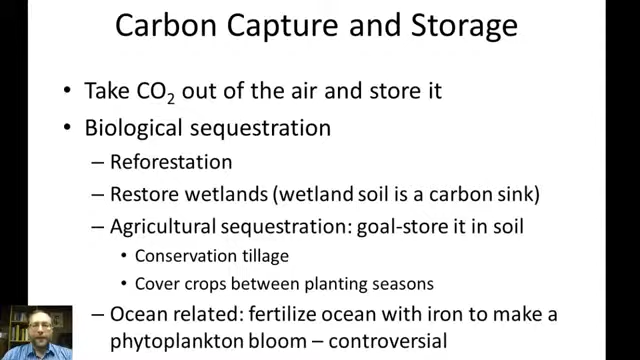 Carbon Capture and Storage
• Take CO₂ out of the air and store it
• Biological sequestration
– Reforestation
– Restore wetlands (wetland soil is a carbon sink)
– Agricultural sequestration: goal-store it in soil
• Conservation tillage
• Cover crops between planting seasons
– Ocean related: fertilize ocean with iron to make a
phytoplankton bloom – controversial